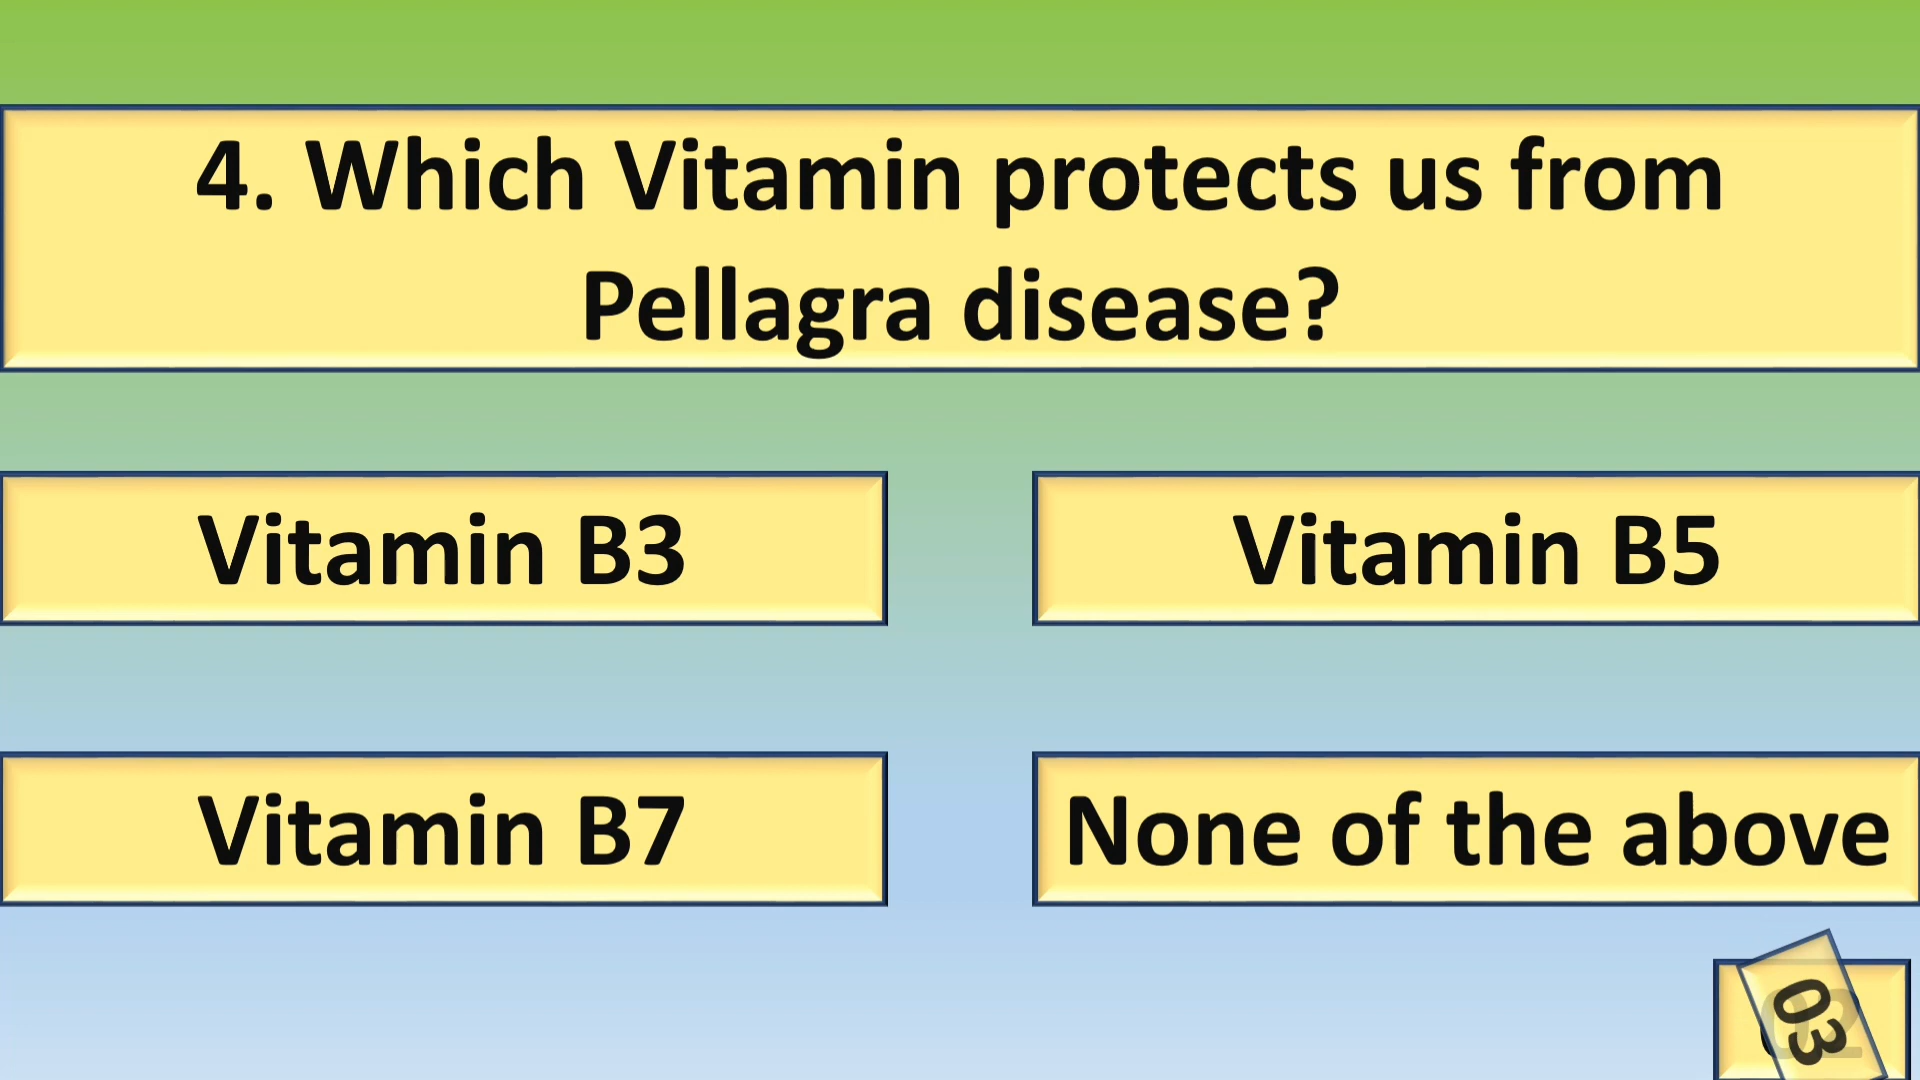 4. Which Vitamin protects us from
Pellagra disease?
Vitamin B3
Vitamin B5
Vitamin B7
None of the above
03